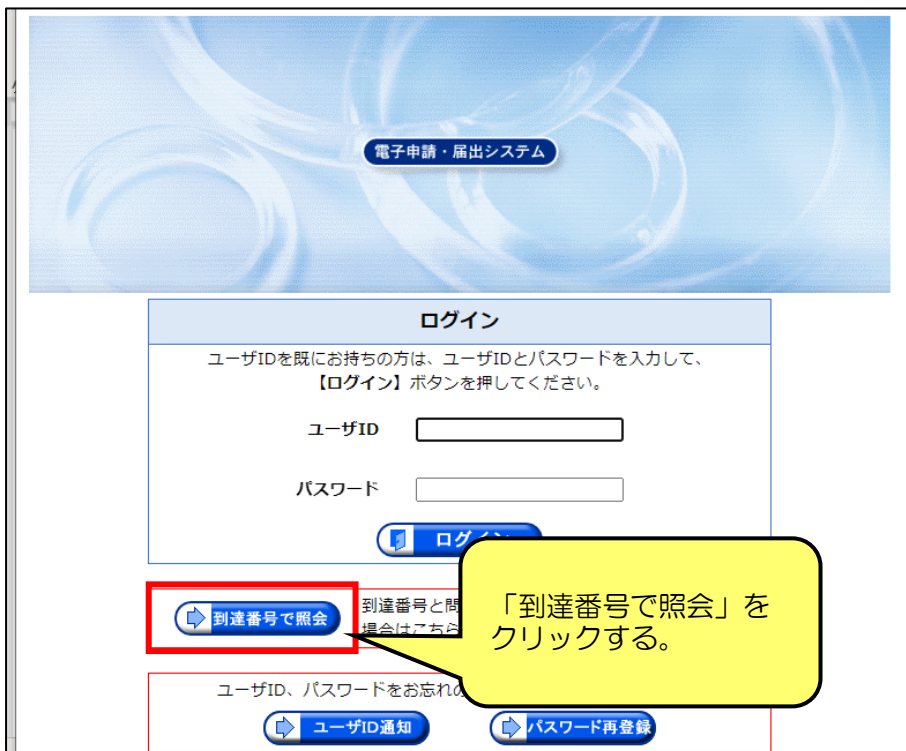 電子申請・届出システム
ログイン
ユーザIDを既にお持ちの方は、ユーザIDとパスワードを入力して、
【ログイン】ボタンを押してください。
ユーザID
パスワード
ログイン
到達番号で照会
到達番号と問
場合はこちら
「到達番号で照会」を
クリックする。
ユーザID、パスワードをお忘れの
ユーザID通知
パスワード再登録